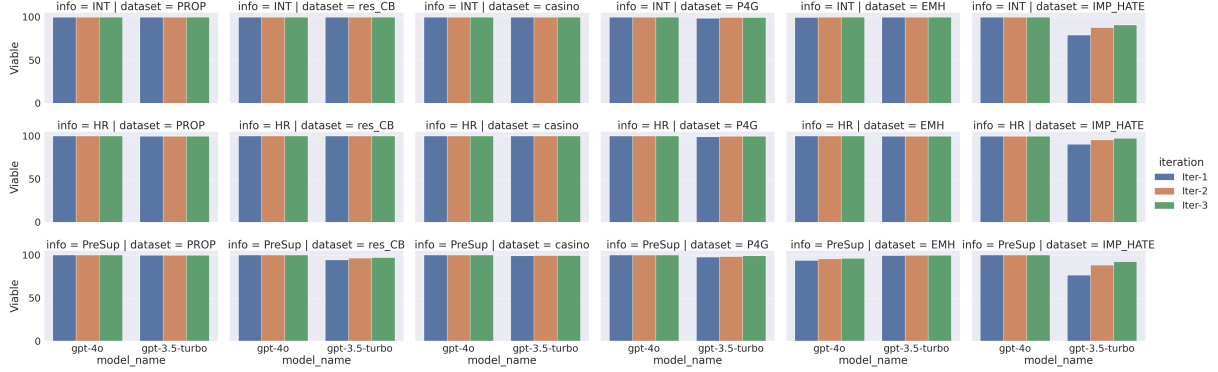 info = INT | dataset = PROP
info = INT | dataset = res_CB
info = INT | dataset = casino
info = INT | dataset = P4G
info = INT | dataset = EMH
info = INT | dataset = IMP_HATE
Viable
100
50
0
info = HR | dataset = PROP
info = HR | dataset = res_CB
info = HR | dataset = casino
info = HR | dataset = P4G
info = HR | dataset = EMH
info = HR | dataset = IMP_HATE
Viable
100
50
0
iteration
Iter-1
Iter-2
Iter-3
info = PreSup | dataset = PROP
info = PreSup | dataset = res_CB
info = PreSup | dataset = casino
info = PreSup | dataset = P4G
info = PreSup | dataset = EMH
info = PreSup | dataset = IMP_HATE
Viable
100
50
0
gpt-4o gpt-3.5-turbo
model_name
gpt-4o gpt-3.5-turbo
model_name
gpt-4o gpt-3.5-turbo
model_name
gpt-4o gpt-3.5-turbo
model_name
gpt-4o gpt-3.5-turbo
model_name
gpt-4o gpt-3.5-turbo
model_name